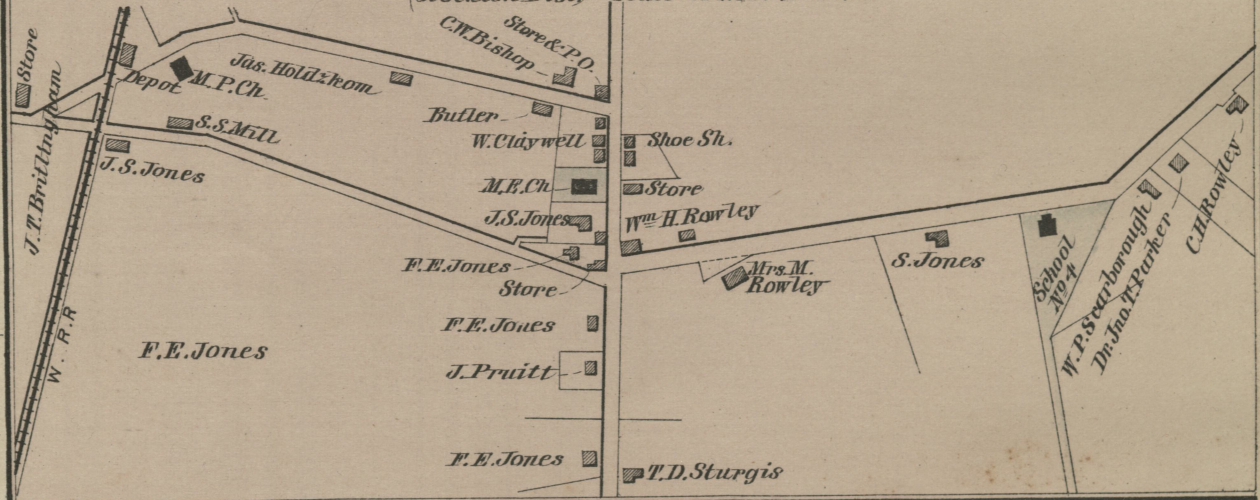 Store
J.T. Brittingham
Depot
M.P.Ch.
Jas. Holdzkom
C.W. Bishop
Store & P.O.
Butler
S.S. Mill
J.S. Jones
W. Claywell
Shoe Sh.
M.E.Ch
Store
J.S. Jones
Wm H. Rowley
F.E. Jones
Store
Mrs. M.
Rowley
S. Jones
School
No 4
W.P. Scarborough
Dr. Jno. T. Parker
C.H. Rowley
W. R.R
F.E. Jones
F.E. Jones
J. Pruitt
F.E. Jones
T.D. Sturgis